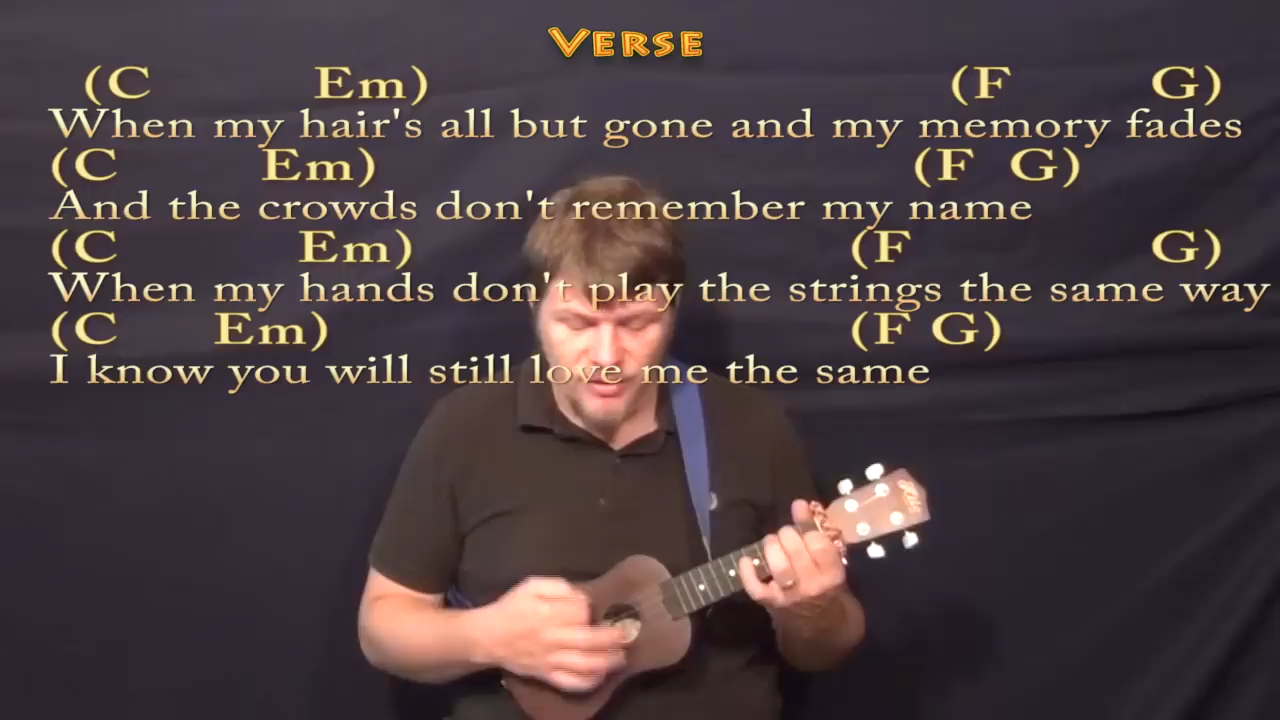 VERSE
(C Em) (F G)
When my hair's all but gone and my memory fades
(C Em) (F G)
And the crowds don't remember my name
(C Em) (F G)
When my hands don't play the strings the same way
(C Em) (F G)
I know you will still love me the same